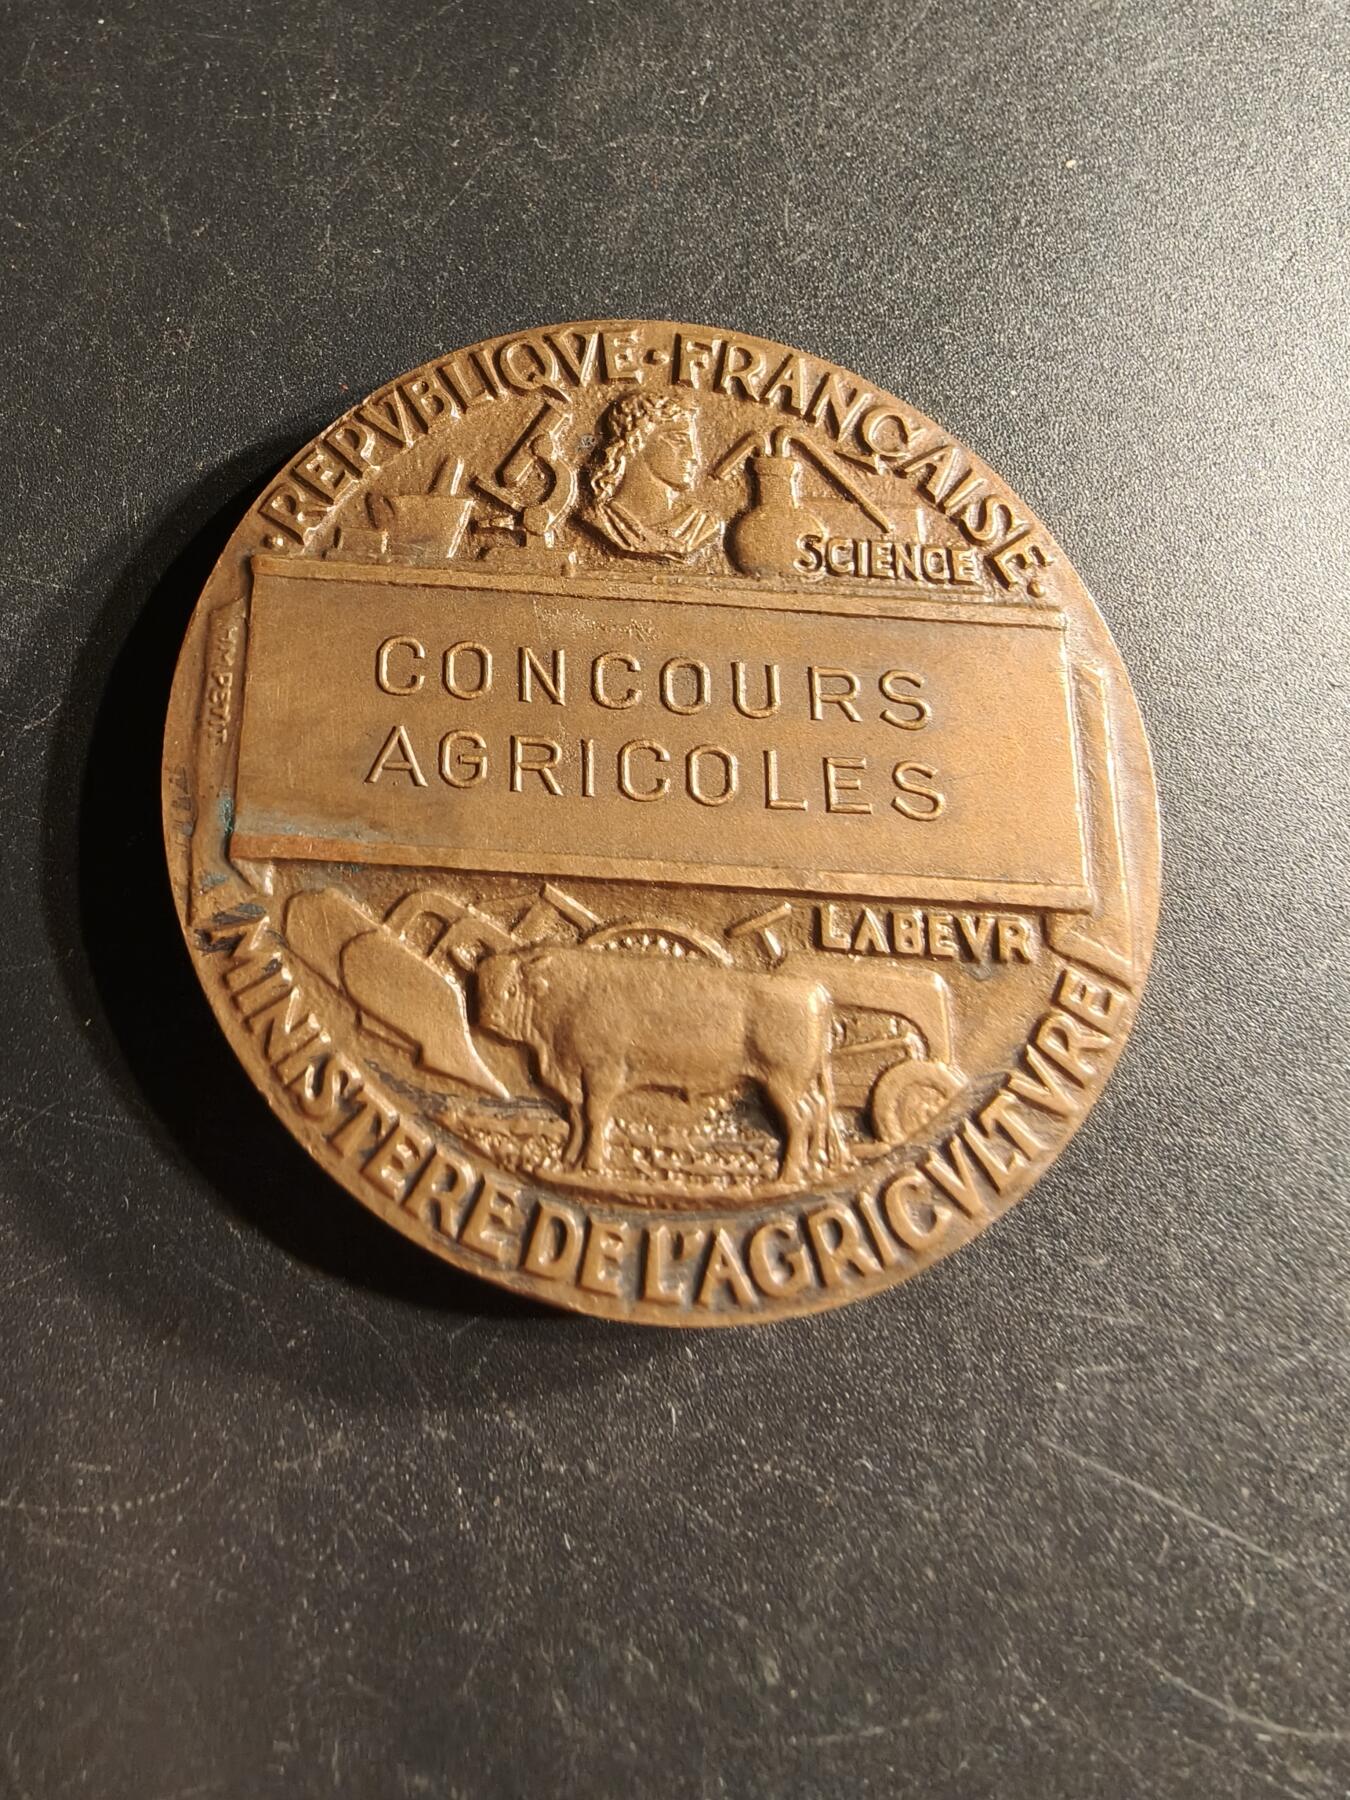 ·REPVBLIQVE·FRANÇAISE·
SCIENCE
CONCOURS
AGRICOLES
LABEVR
MINISTERE DE L'AGRICVLTVRE